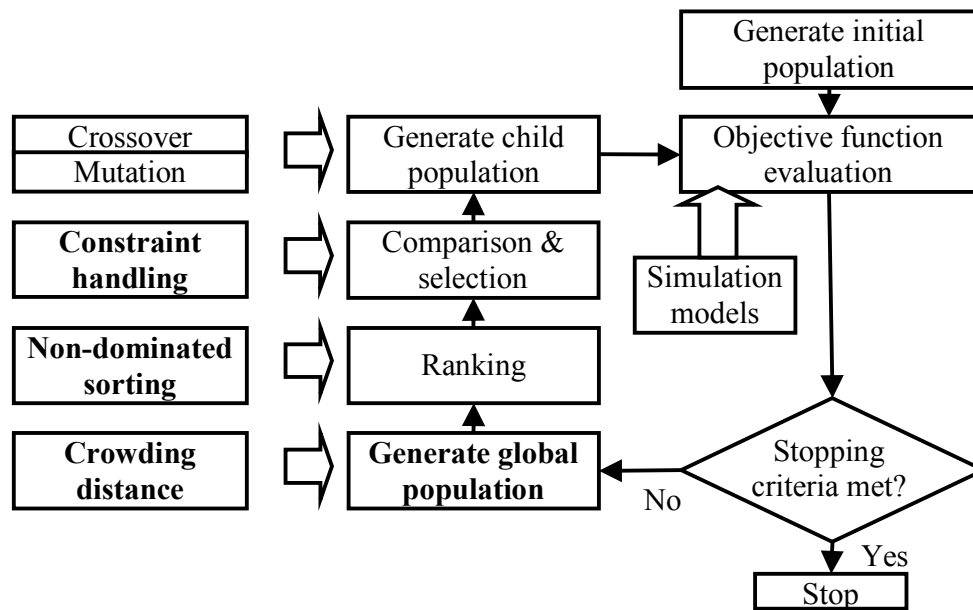 Generate initial
population
Crossover
Mutation
Generate child
population
Objective function
evaluation
Constraint
handling
Comparison &
selection
Simulation
models
Non-dominated
sorting
Ranking
Crowding
distance
Generate global
population
No
Stopping
criteria met?
Yes
Stop